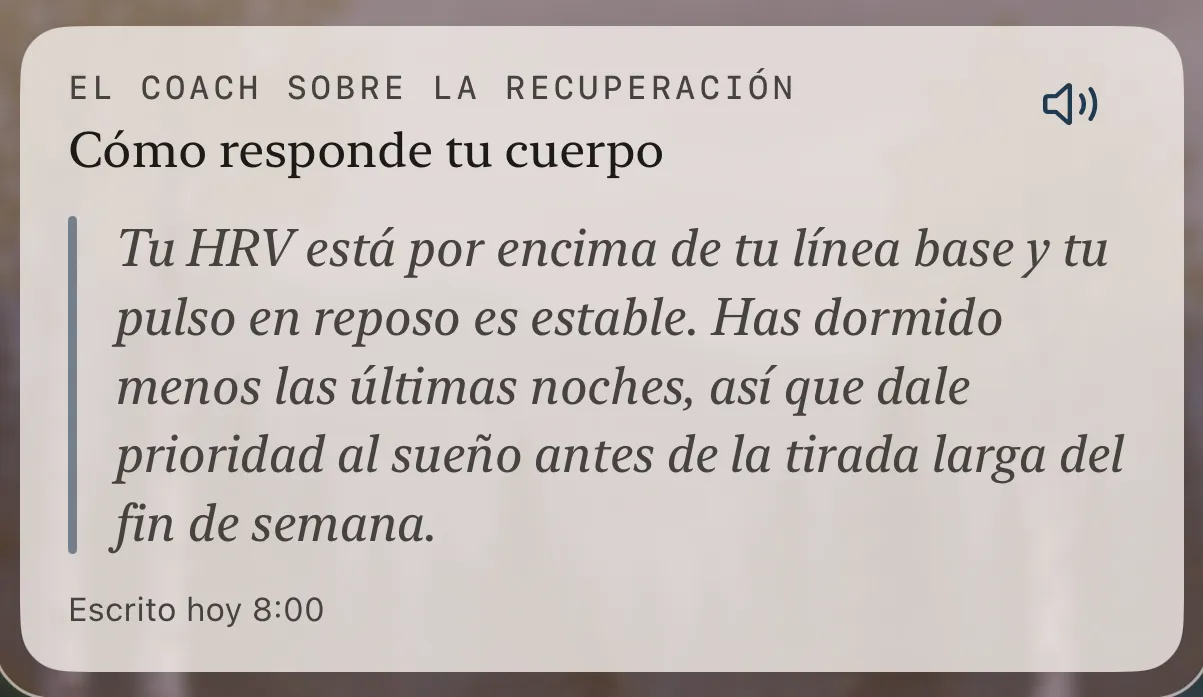 EL COACH SOBRE LA RECUPERACIÓN
Cómo responde tu cuerpo
Tu HRV está por encima de tu línea base y tu
pulso en reposo es estable. Has dormido
menos las últimas noches, así que dale
prioridad al sueño antes de la tirada larga del
fin de semana.
Escrito hoy 8:00